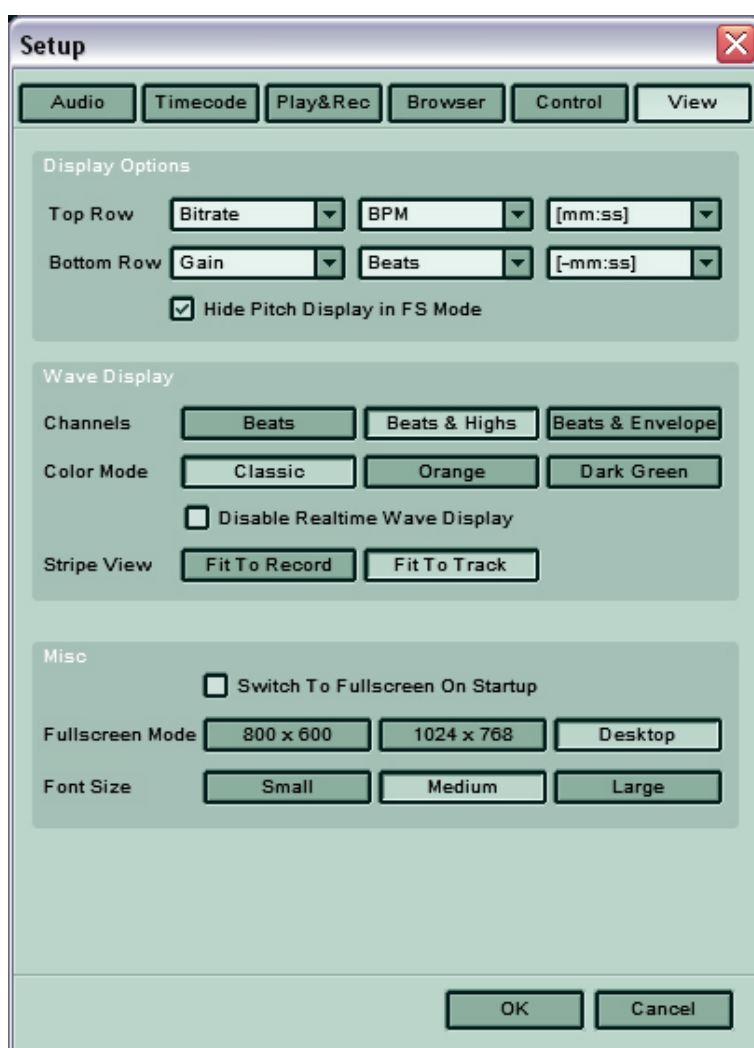 Setup
Audio Timecode Play&Rec Browser Control View
Display Options
Top Row Bitrate BPM [mm:ss]
Bottom Row Gain Beats [-mm:ss]
Hide Pitch Display in FS Mode
Wave Display
Channels Beats Beats & Highs Beats & Envelope
Color Mode Classic Orange Dark Green
Disable Realtime Wave Display
Stripe View Fit To Record Fit To Track
Misc
Switch To Fullscreen On Startup
Fullscreen Mode 800 x 600 1024 x 768 Desktop
Font Size Small Medium Large
OK Cancel